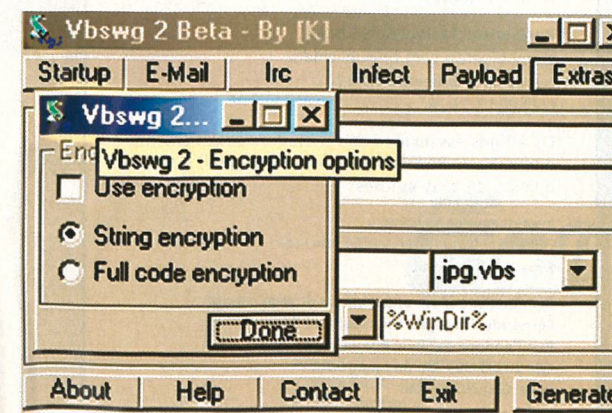 Vbswg 2 Beta - By [K]
Startup E-Mail Irc Infect Payload Extras
Vbswg 2...
Vbswg 2 - Encryption options
Use encryption
String encryption
Full code encryption
.jpg.vbs
Done
%WinDir%
About Help Contact Exit Generate